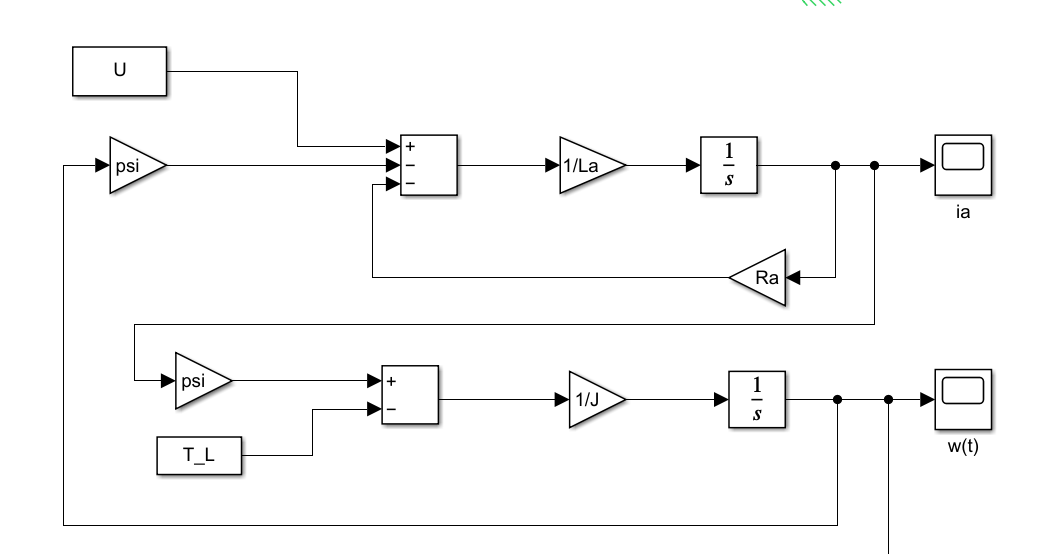 U
+
psi
−
−
1/La
1
s
ia
Ra
psi
+
−
1/J
1
s
w(t)
T_L